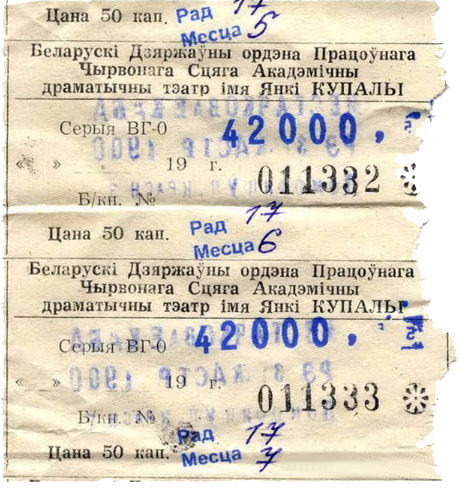 Цана 50 кап. Рад 17
Месца 5
Беларускі Дзяржаўны ордэна Працоўнага
Чырвонага Сцяга Акадэмічны
драматычны тэатр імя Янкі КУПАЛЫ
Серыя ВГ-0 42000,
« » 19 г. 011332
Б/кн. №
Цана 50 кап. Рад 17
Месца 6
Беларускі Дзяржаўны ордэна Працоўнага
Чырвонага Сцяга Акадэмічны
драматычны тэатр імя Янкі КУПАЛЫ
Серыя ВГ-0 42000,
« » 19 г. 011333
Б/кн. №
Цана 50 кап. Рад 17
Месца 7